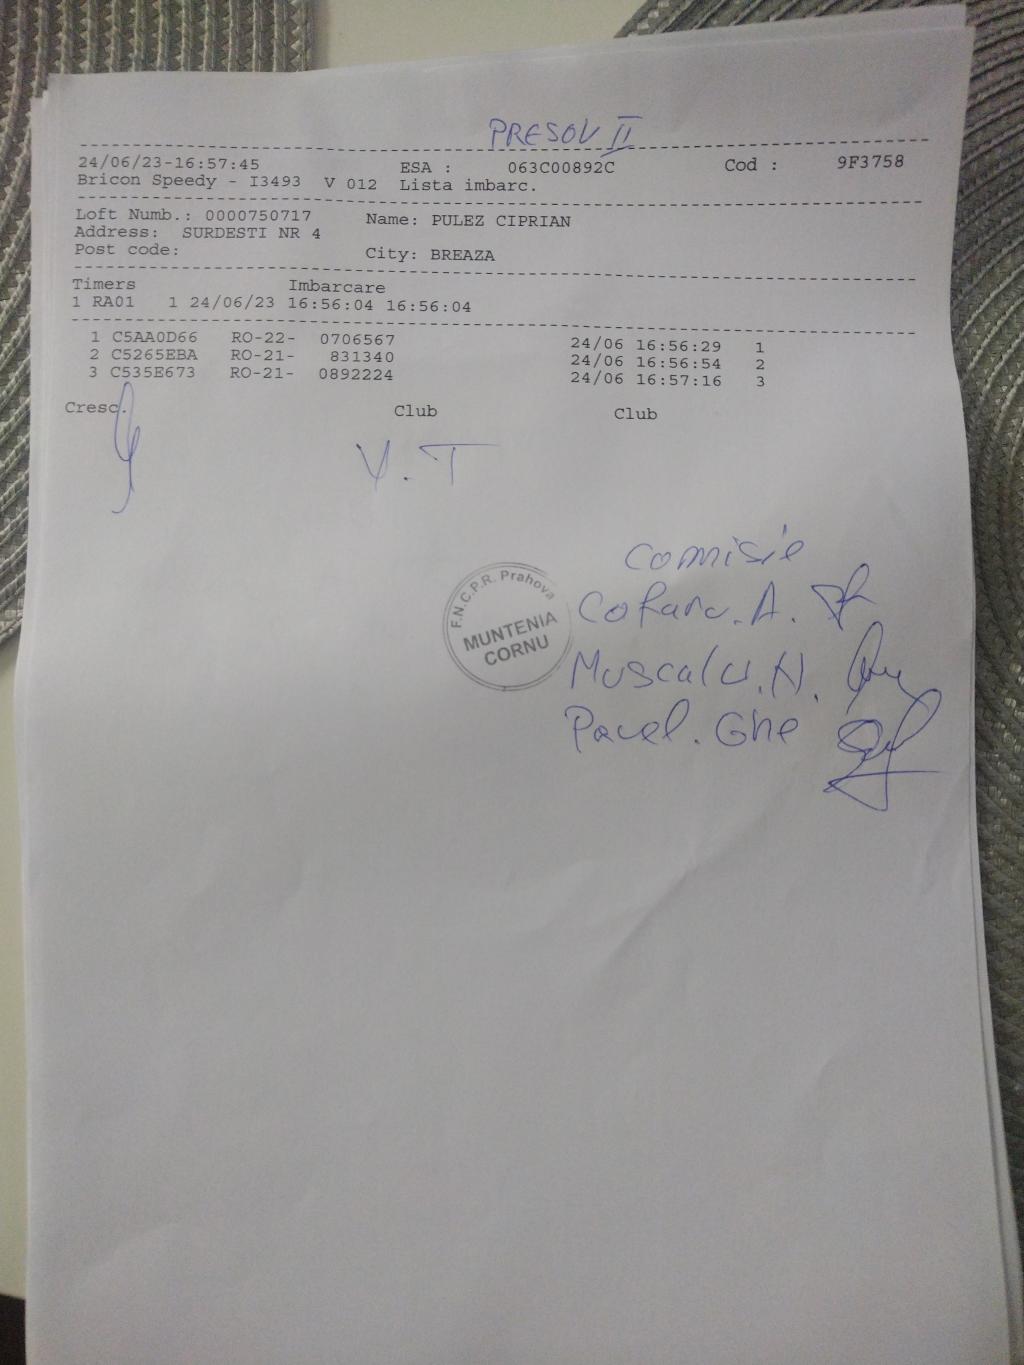 PRESOV II
24/06/23-16:57:45 ESA : 063C00892C Cod : 9F3758
Bricon Speedy - I3493 V 012 Lista imbarc.
Loft Numb.: 0000750717 Name: PULEZ CIPRIAN
Address: SURDESTI NR 4
Post code: City: BREAZA
Timers Imbarcare
1 RA01 1 24/06/23 16:56:04 16:56:04
1 C5AA0D66 RO-22- 0706567 24/06 16:56:29 1
2 C5265EBA RO-21- 831340 24/06 16:56:54 2
3 C535E673 RO-21- 0892224 24/06 16:57:16 3
Cresc. Club Club
Y.T
Comisie
F.N.C.P.R. Prahova
MUNTENIA
CORNU
A.
Muscalu.N.
Pavel. Ghe